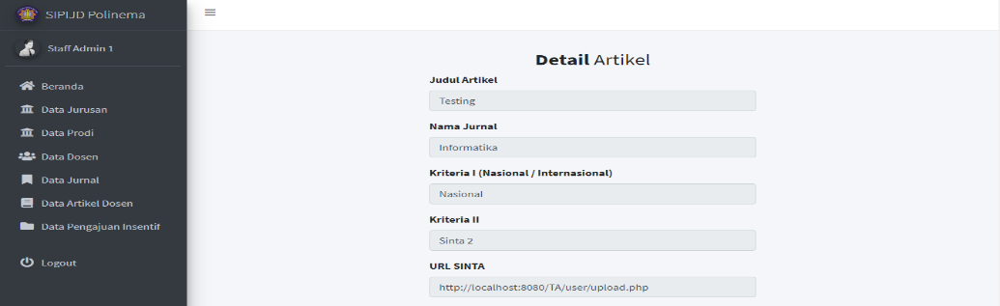 SIPIJD Polinema
Staff Admin 1
Beranda
Data Jurusan
Data Prodi
Data Dosen
Data Jurnal
Data Artikel Dosen
Data Pengajuan Insentif
Logout
Detail Artikel
Judul Artikel
Testing
Nama Jurnal
Informatika
Kriteria I (Nasional / Internasional)
Nasional
Kriteria II
Sinta 2
URL SINTA
http://localhost:8080/TA/user/upload.php